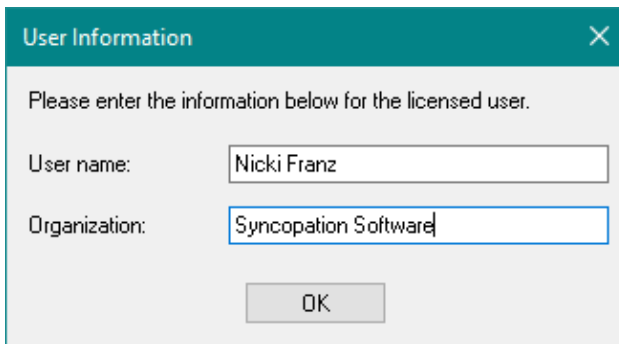 User Information
Please enter the information below for the licensed user.
User name: Nicki Franz
Organization: Syncopation Software
OK